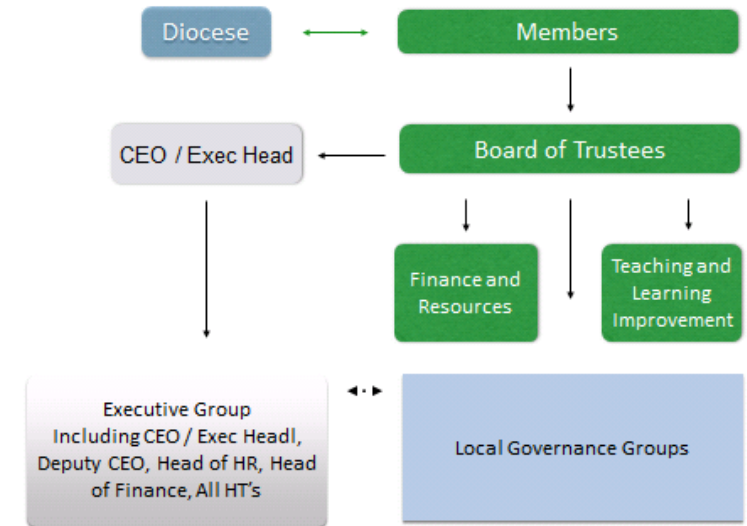 Diocese
Members
CEO / Exec Head
Board of Trustees
Finance and
Resources
Teaching and
Learning
Improvement
Executive Group
Including CEO / Exec Headl,
Deputy CEO, Head of HR, Head
of Finance, All HT's
Local Governance Groups